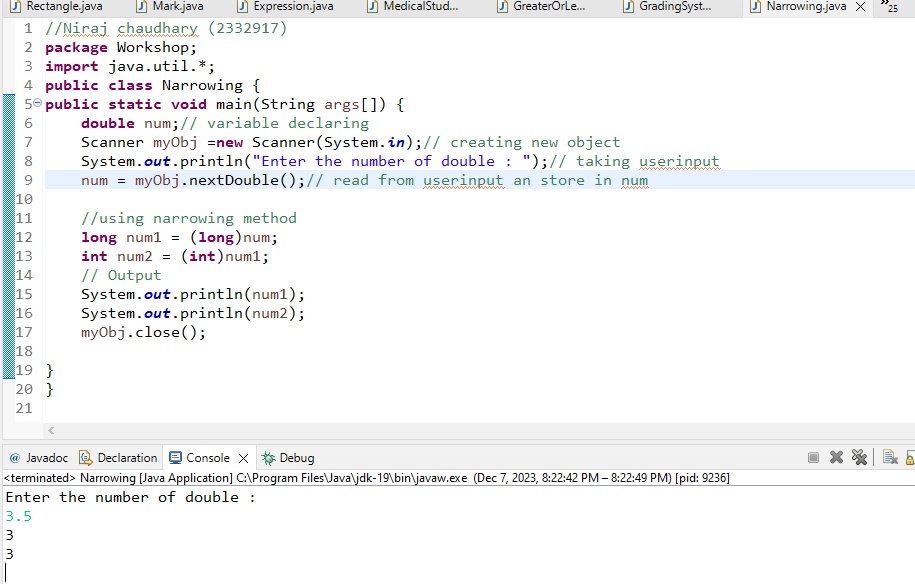 Rectangle.java Mark.java Expression.java MedicalStud... GreaterOrLe... GradingSyst... Narrowing.java »25
1 //Niraj chaudhary (2332917)
2 package Workshop;
3 import java.util.*;
4 public class Narrowing {
5 public static void main(String args[]) {
6 double num;// variable declaring
7 Scanner myObj =new Scanner(System.in);// creating new object
8 System.out.println("Enter the number of double : ");// taking userinput
9 num = myObj.nextDouble();// read from userinput an store in num
10
11 //using narrowing method
12 long num1 = (long)num;
13 int num2 = (int)num1;
14 // Output
15 System.out.println(num1);
16 System.out.println(num2);
17 myObj.close();
18
19 }
20 }
21
@ Javadoc Declaration Console Debug
<terminated> Narrowing [Java Application] C:\Program Files\Java\jdk-19\bin\javaw.exe (Dec 7, 2023, 8:22:42 PM – 8:22:49 PM) [pid: 9236]
Enter the number of double :
3.5
3
3